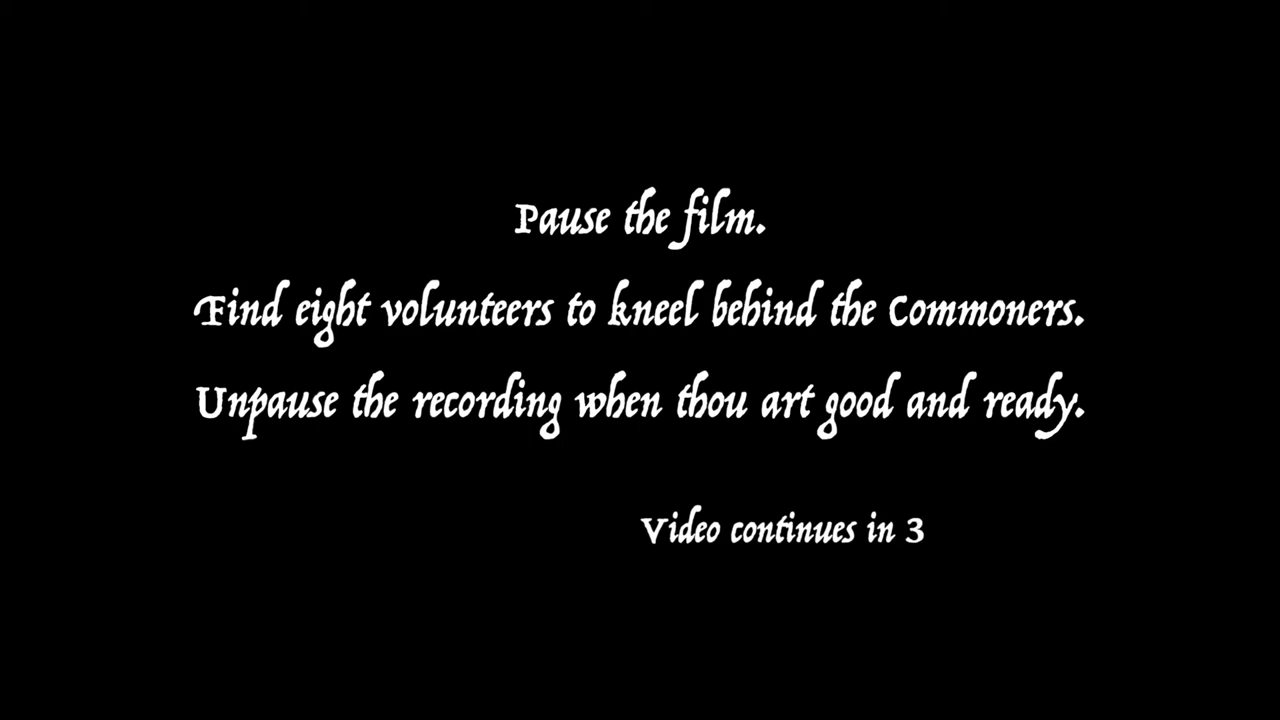 Pause the film.
Find eight volunteers to kneel behind the Commoners.
Unpause the recording when thou art good and ready.
Video continues in 3